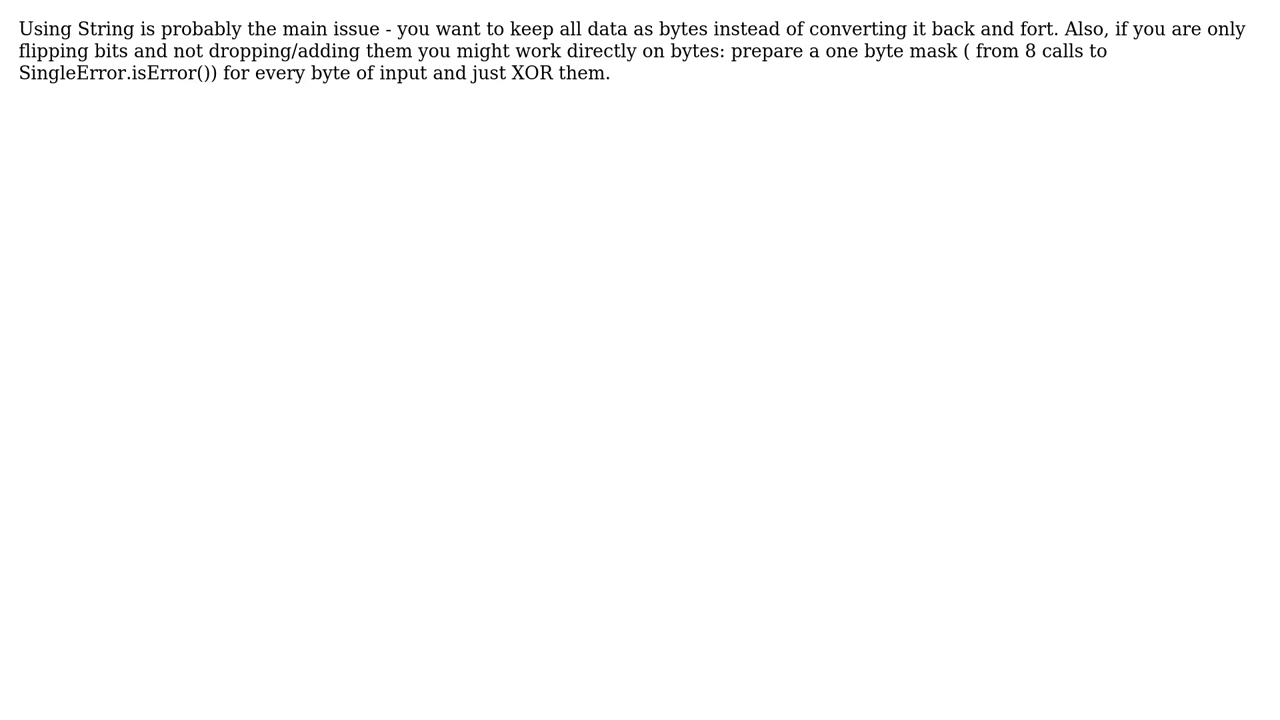 Using String is probably the main issue - you want to keep all data as bytes instead of converting it back and fort. Also, if you are only
flipping bits and not dropping/adding them you might work directly on bytes: prepare a one byte mask ( from 8 calls to
SingleError.isError()) for every byte of input and just XOR them.